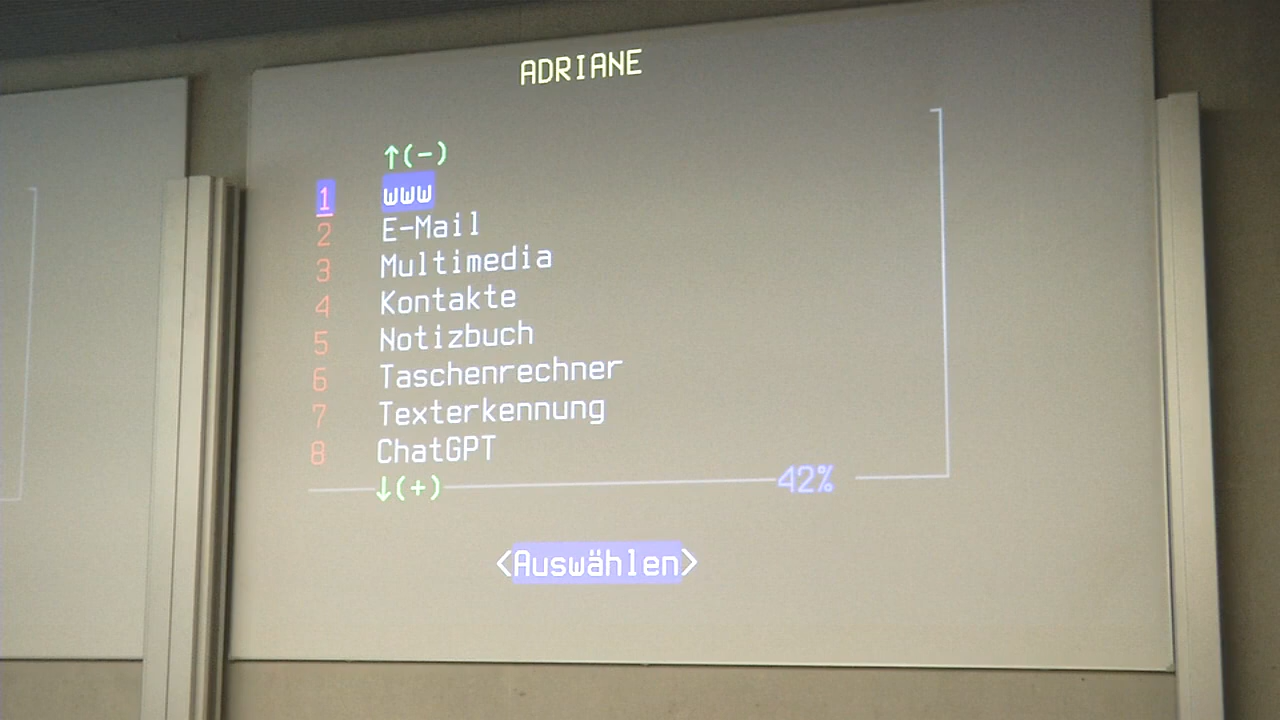 ADRIANE
↑(-)
1 WWW
2 E-Mail
3 Multimedia
4 Kontakte
5 Notizbuch
6 Taschenrechner
7 Texterkennung
8 ChatGPT
↓(+) 42%
<Auswählen>